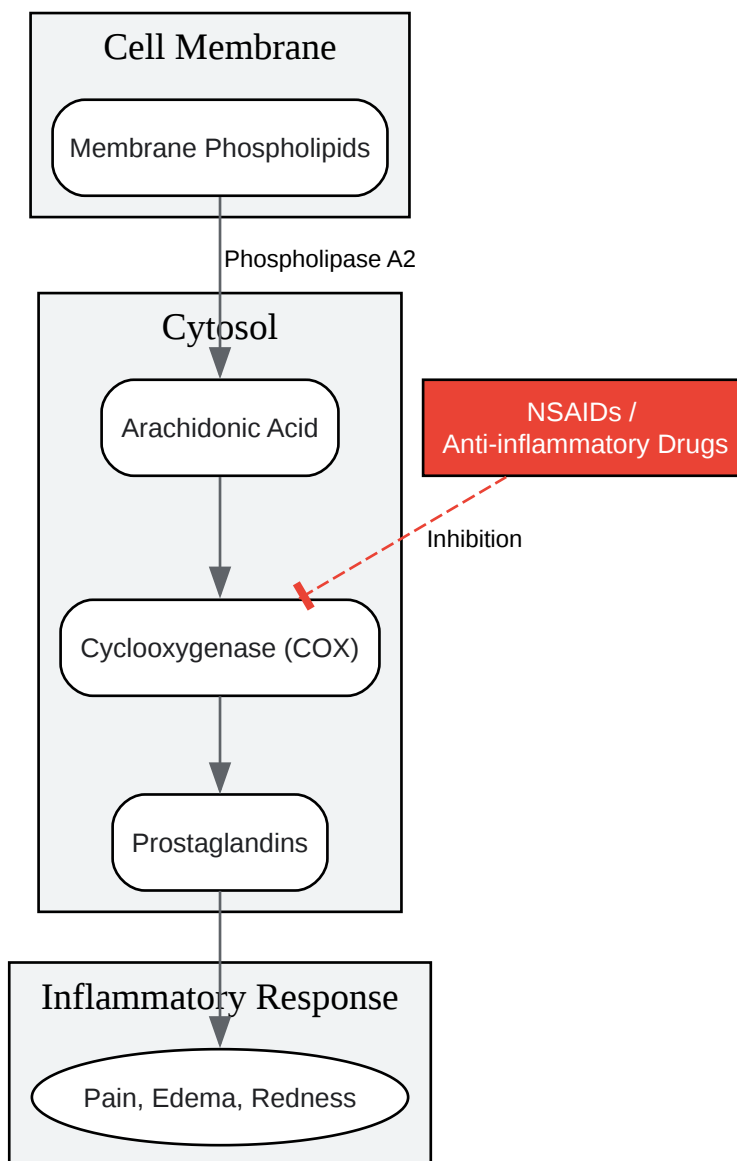 Cell Membrane
Membrane Phospholipids
Phospholipase A2
Cytosol
Arachidonic Acid
NSAIDs /
Anti-inflammatory Drugs
Inhibition
Cyclooxygenase (COX)
Prostaglandins
Inflammatory Response
Pain, Edema, Redness